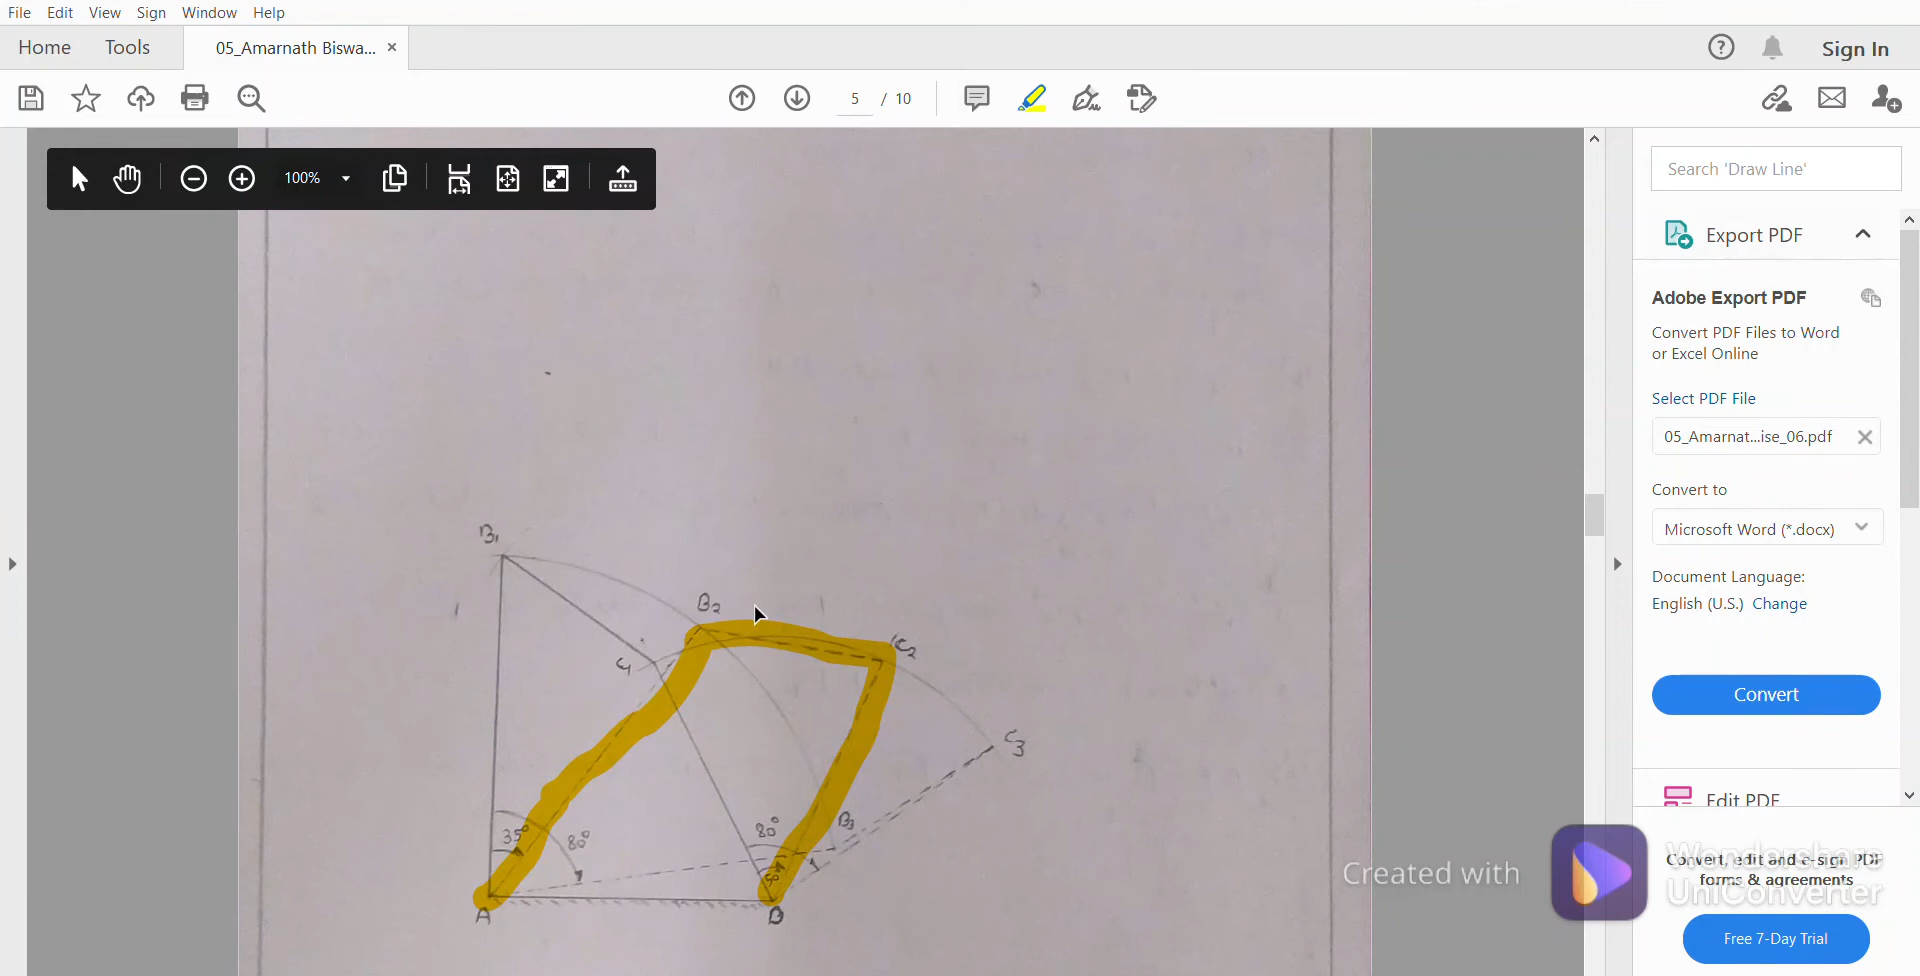 File Edit View Sign Window Help
Home Tools 05_Amarnath Biswa... × Sign In
5 / 10
100%
Search 'Draw Line'
Export PDF
Adobe Export PDF
Convert PDF Files to Word
or Excel Online
Select PDF File
05_Amarnat...ise_06.pdf
Convert to
Microsoft Word (*.docx)
Document Language:
English (U.S.) Change
Convert
Edit PDF
Convert, edit and e-sign PDF
forms & agreements
Free 7-Day Trial
B₁
B₂
C₂
C₁
C₃
B₃
35°
80°
80°
A
D
Created with
Wondershare
UniConverter